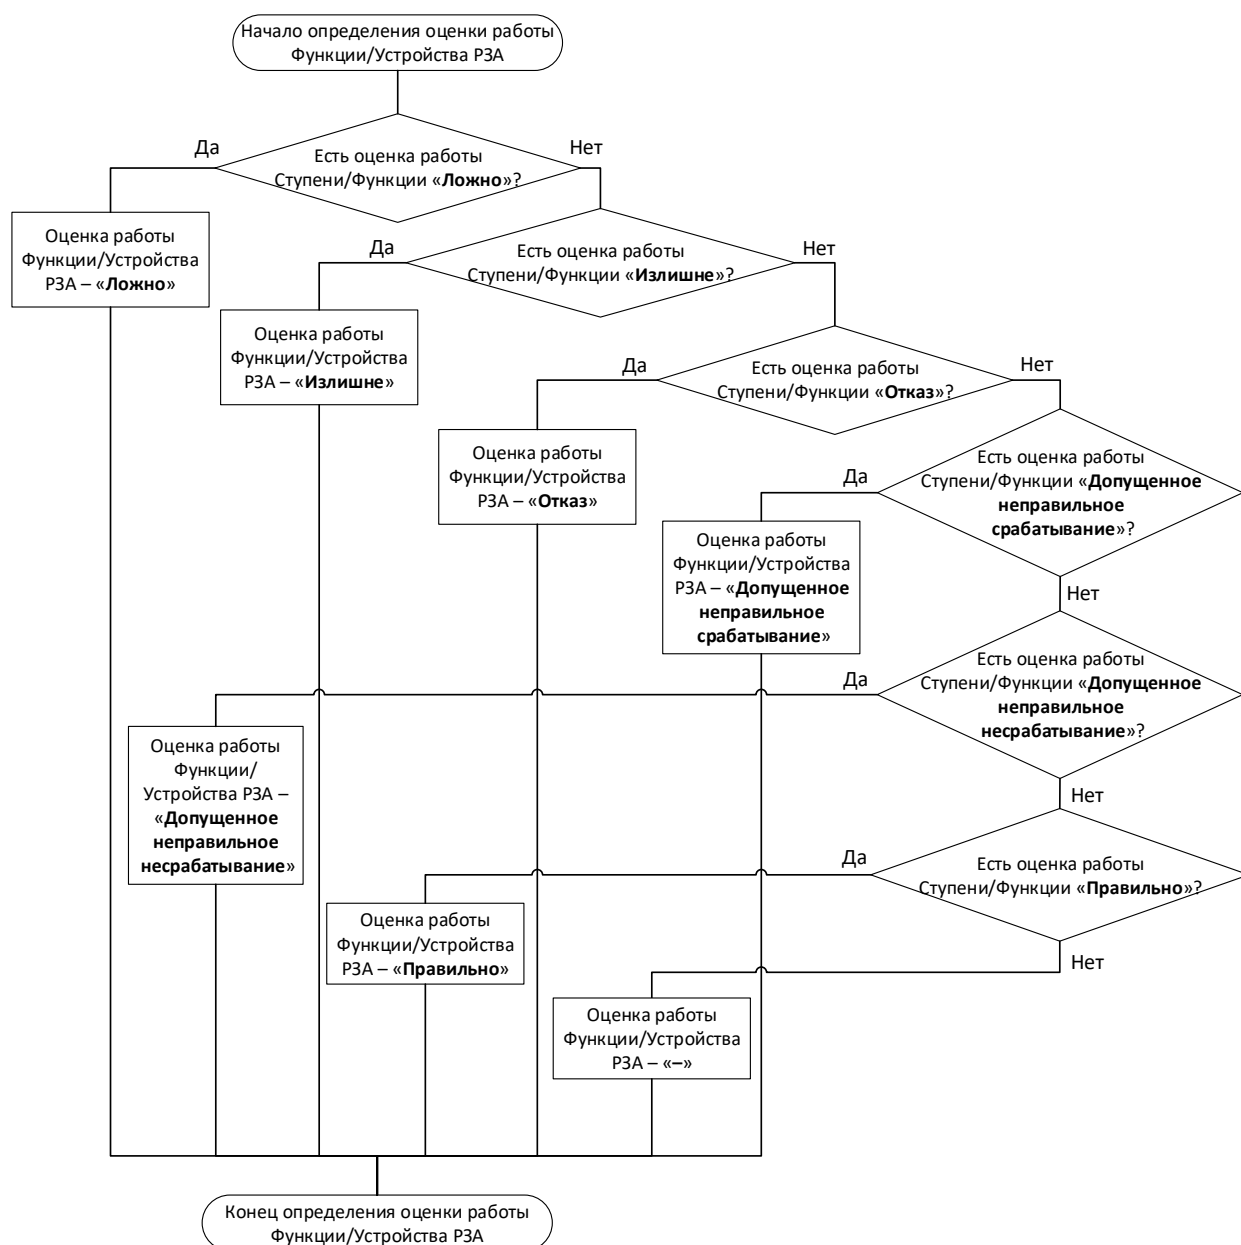 Начало определения оценки работы
Функции/Устройства РЗА
Да
Нет
Есть оценка работы
Ступени/Функции «Ложно»?
Оценка работы
Функции/Устройства
РЗА – «Ложно»
Да
Нет
Есть оценка работы
Ступени/Функции «Излишне»?
Оценка работы
Функции/Устройства
РЗА – «Излишне»
Да
Нет
Есть оценка работы
Ступени/Функции «Отказ»?
Оценка работы
Функции/Устройства
РЗА – «Отказ»
Да
Есть оценка работы
Ступени/Функции «Допущенное
неправильное
срабатывание»?
Оценка работы
Функции/Устройства
РЗА – «Допущенное
неправильное
срабатывание»
Нет
Да
Есть оценка работы
Ступени/Функции «Допущенное
неправильное
несрабатывание»?
Оценка работы
Функции/
Устройства РЗА –
«Допущенное
неправильное
несрабатывание»
Нет
Да
Есть оценка работы
Ступени/Функции «Правильно»?
Оценка работы
Функции/Устройства
РЗА – «Правильно»
Нет
Оценка работы
Функции/Устройства
РЗА – «–»
Конец определения оценки работы
Функции/Устройства РЗА